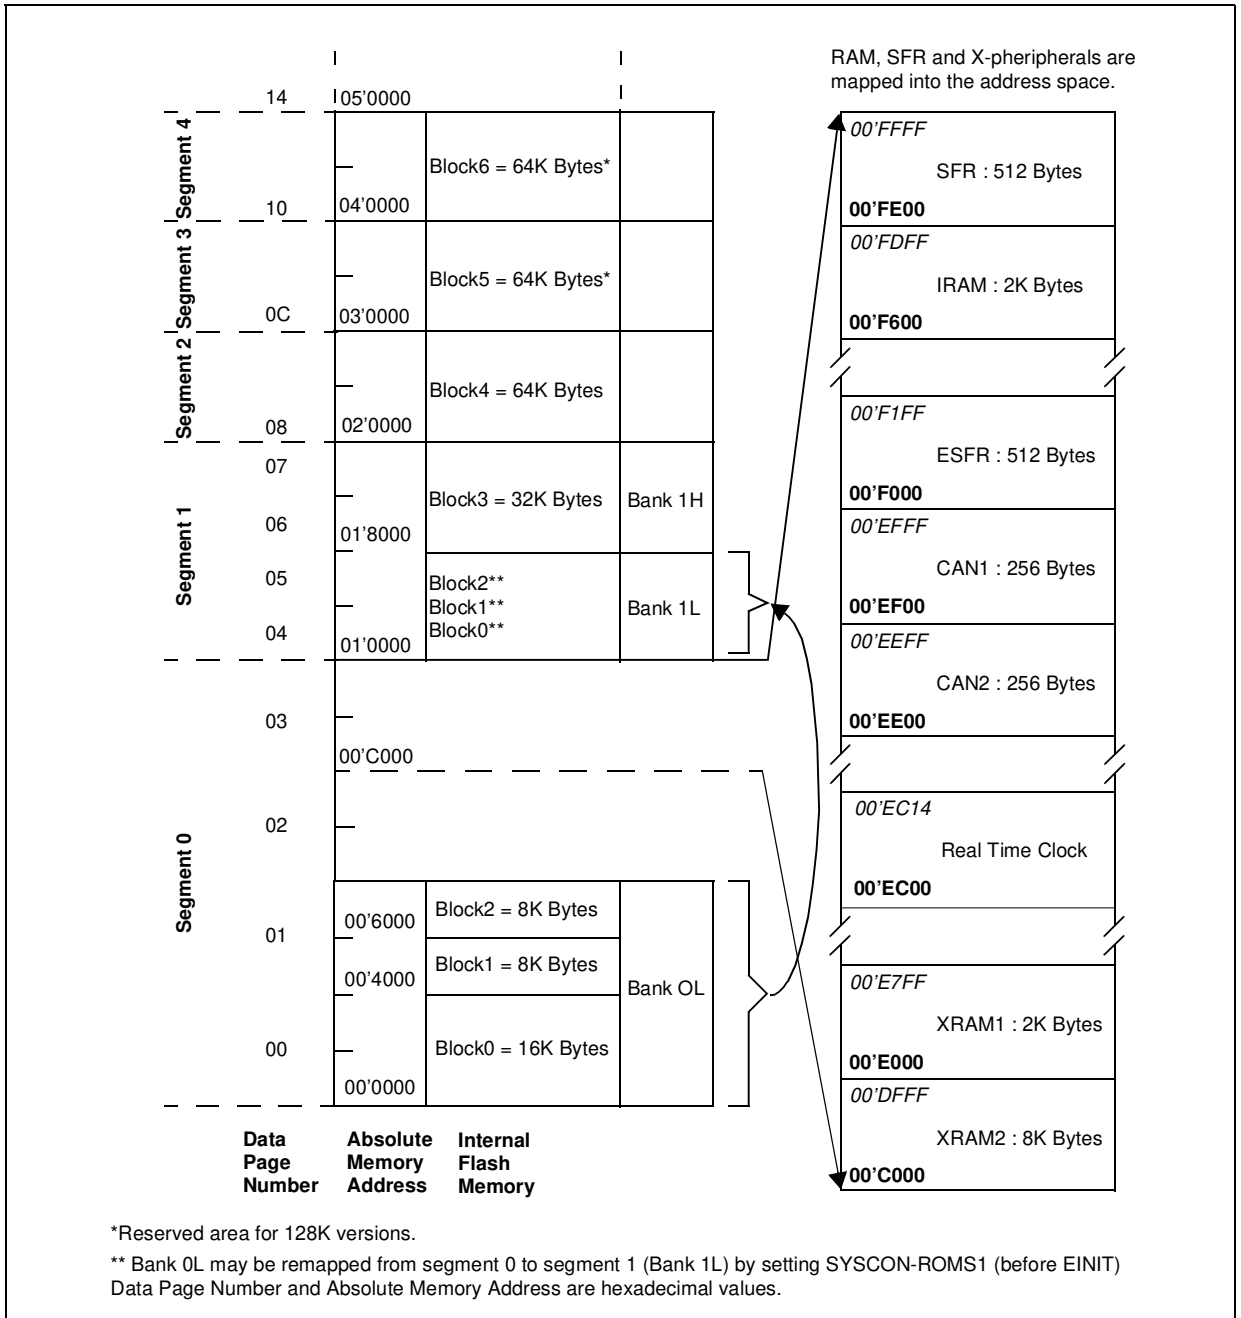 RAM, SFR and X-pheripherals are
mapped into the address space.
14
05'0000
Segment 4
Block6 = 64K Bytes*
10
04'0000
Segment 3
Block5 = 64K Bytes*
0C
03'0000
Segment 2
Block4 = 64K Bytes
08
02'0000
Segment 1
07
Block3 = 32K Bytes
Bank 1H
06
01'8000
05
Block2**
Block1**
Block0**
Bank 1L
04
01'0000
Segment 0
03
00'C000
02
00'6000
Block2 = 8K Bytes
01
00'4000
Block1 = 8K Bytes
Bank OL
00
Block0 = 16K Bytes
00'0000
Data
Page
Number
Absolute
Memory
Address
Internal
Flash
Memory
00'FFFF
SFR : 512 Bytes
00'FE00
00'FDFF
IRAM : 2K Bytes
00'F600
00'F1FF
ESFR : 512 Bytes
00'F000
00'EFFF
CAN1 : 256 Bytes
00'EF00
00'EEFF
CAN2 : 256 Bytes
00'EE00
00'EC14
Real Time Clock
00'EC00
00'E7FF
XRAM1 : 2K Bytes
00'E000
00'DFFF
XRAM2 : 8K Bytes
00'C000
*Reserved area for 128K versions.
** Bank 0L may be remapped from segment 0 to segment 1 (Bank 1L) by setting SYSCON-ROMS1 (before EINIT)
Data Page Number and Absolute Memory Address are hexadecimal values.